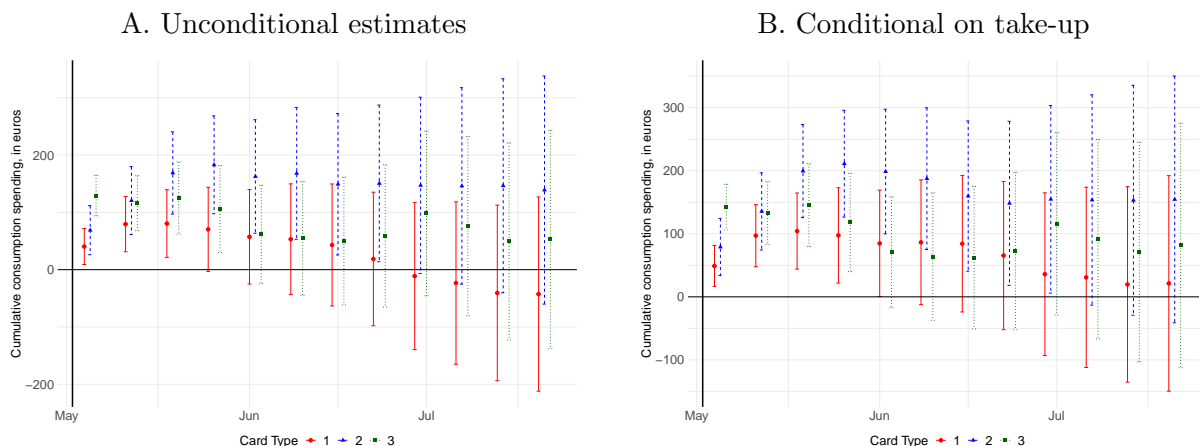 A. Unconditional estimates
Cumulative consumption spending, in euros
200
0
−200
May
Jun
Jul
Card Type 1 2 3
B. Conditional on take-up
Cumulative consumption spending, in euros
300
200
100
0
−100
May
Jun
Jul
Card Type 1 2 3